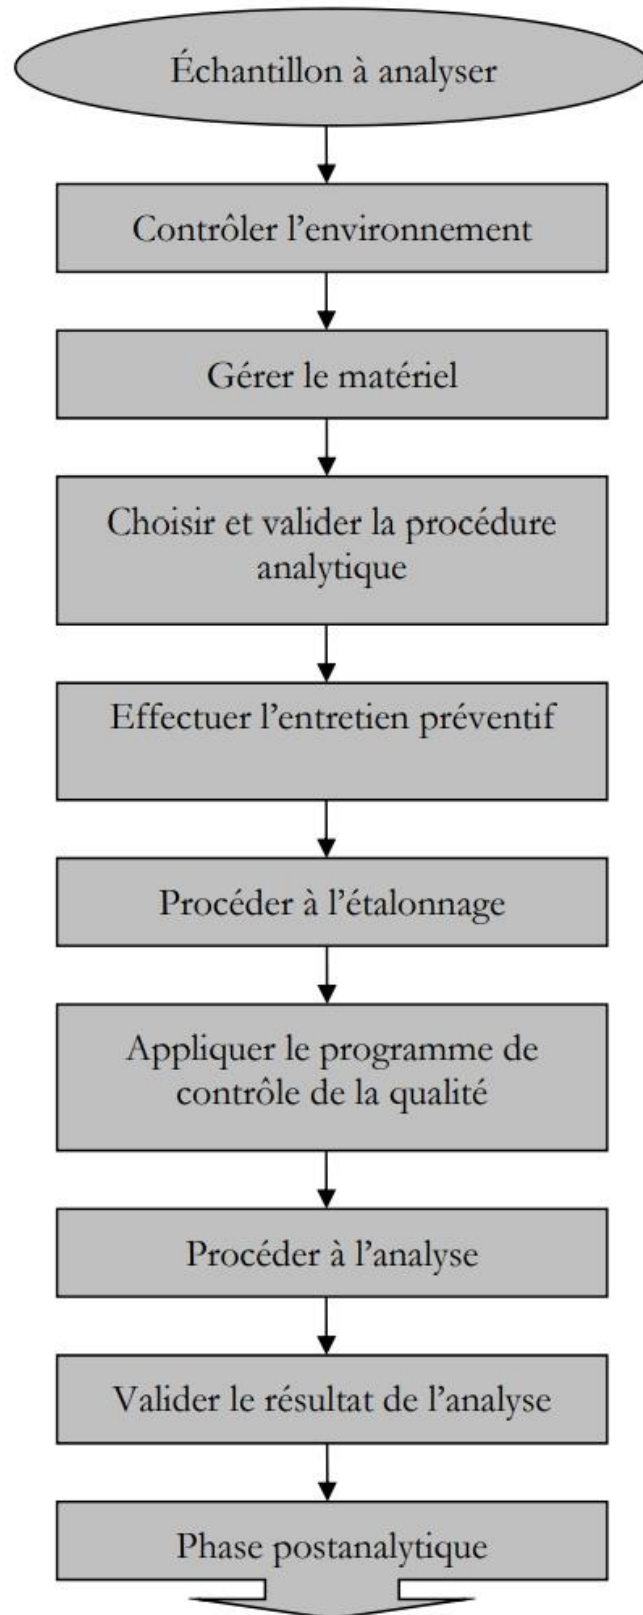 Échantillon à analyser
Contrôler l’environnement
Gérer le matériel
Choisir et valider la procédure
analytique
Effectuer l’entretien préventif
Procéder à l’étalonnage
Appliquer le programme de
contrôle de la qualité
Procéder à l’analyse
Valider le résultat de l’analyse
Phase postanalytique